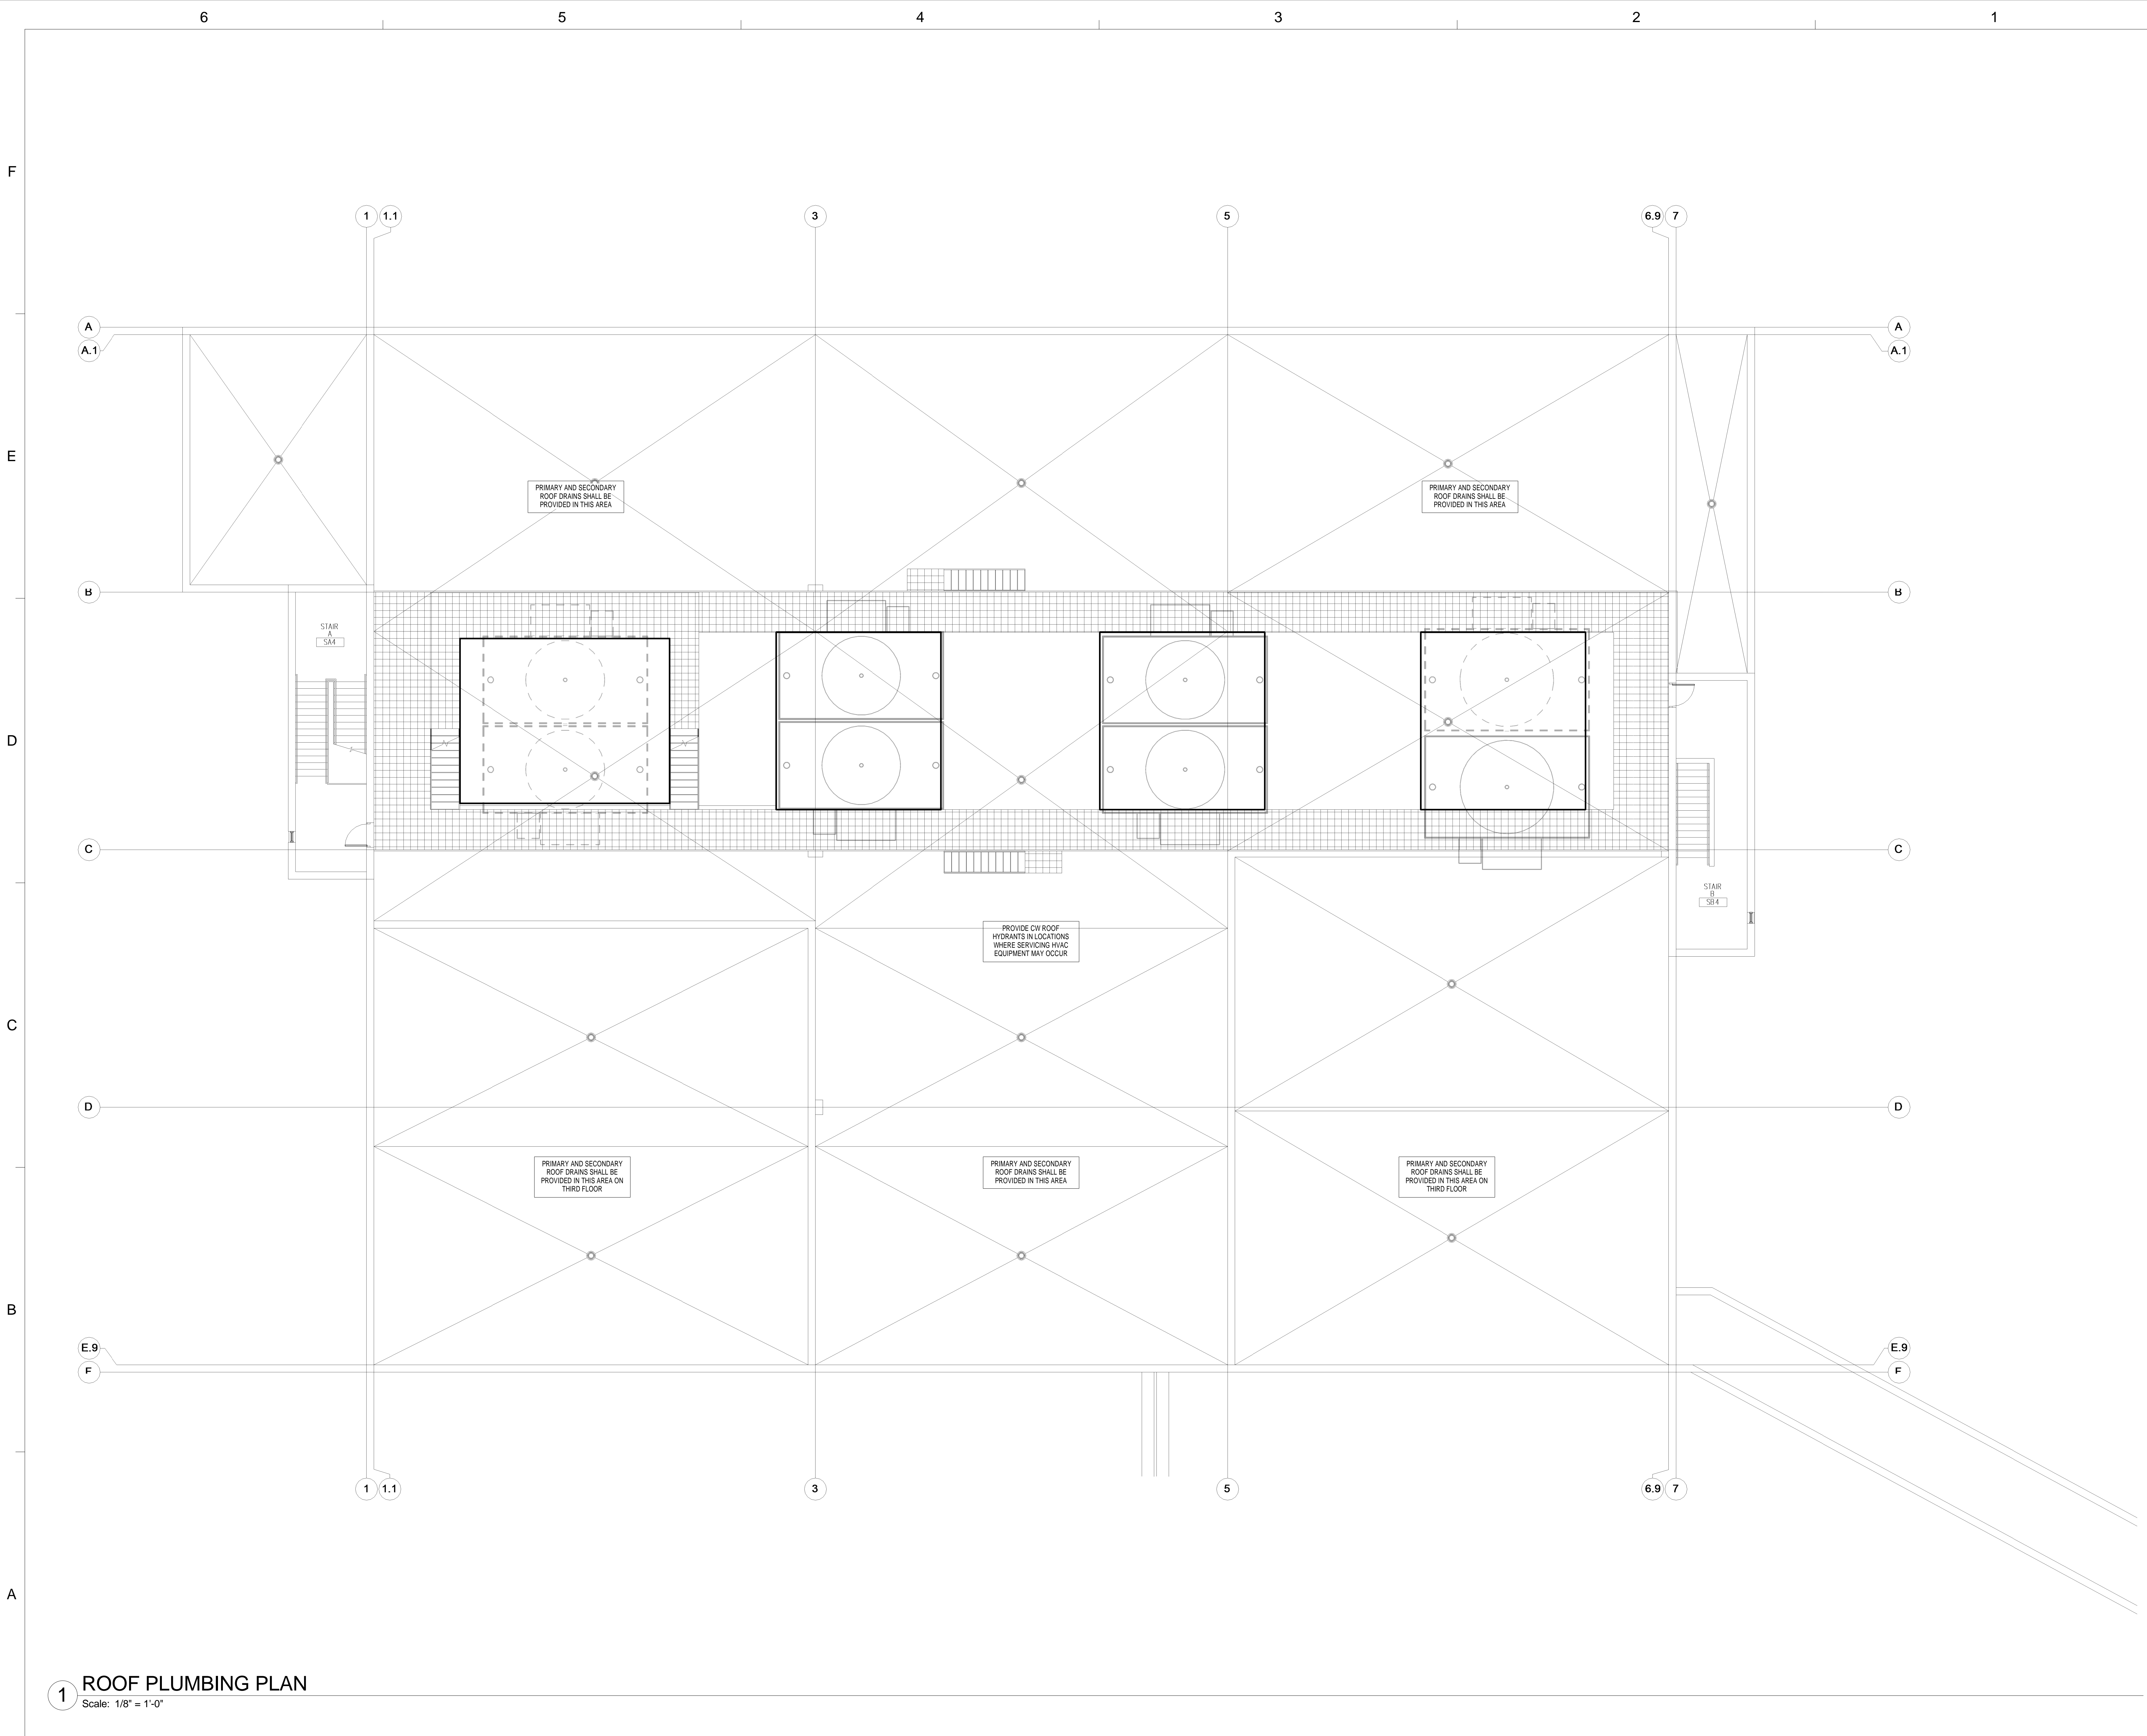 6 5 4 3 2 1
F
1 1.1 3 5 6.9 7
A A
A.1 A.1
E
PRIMARY AND SECONDARY
ROOF DRAINS SHALL BE
PROVIDED IN THIS AREA
PRIMARY AND SECONDARY
ROOF DRAINS SHALL BE
PROVIDED IN THIS AREA
B B
STAIR
A
SA4
D
C C
STAIR
B
SB4
PROVIDE CW ROOF
HYDRANTS IN LOCATIONS
WHERE SERVICING HVAC
EQUIPMENT MAY OCCUR
C
D D
PRIMARY AND SECONDARY
ROOF DRAINS SHALL BE
PROVIDED IN THIS AREA ON
THIRD FLOOR
PRIMARY AND SECONDARY
ROOF DRAINS SHALL BE
PROVIDED IN THIS AREA
PRIMARY AND SECONDARY
ROOF DRAINS SHALL BE
PROVIDED IN THIS AREA ON
THIRD FLOOR
B
E.9 E.9
F F
1 1.1 3 5 6.9 7
A
1 ROOF PLUMBING PLAN
Scale: 1/8" = 1'-0"